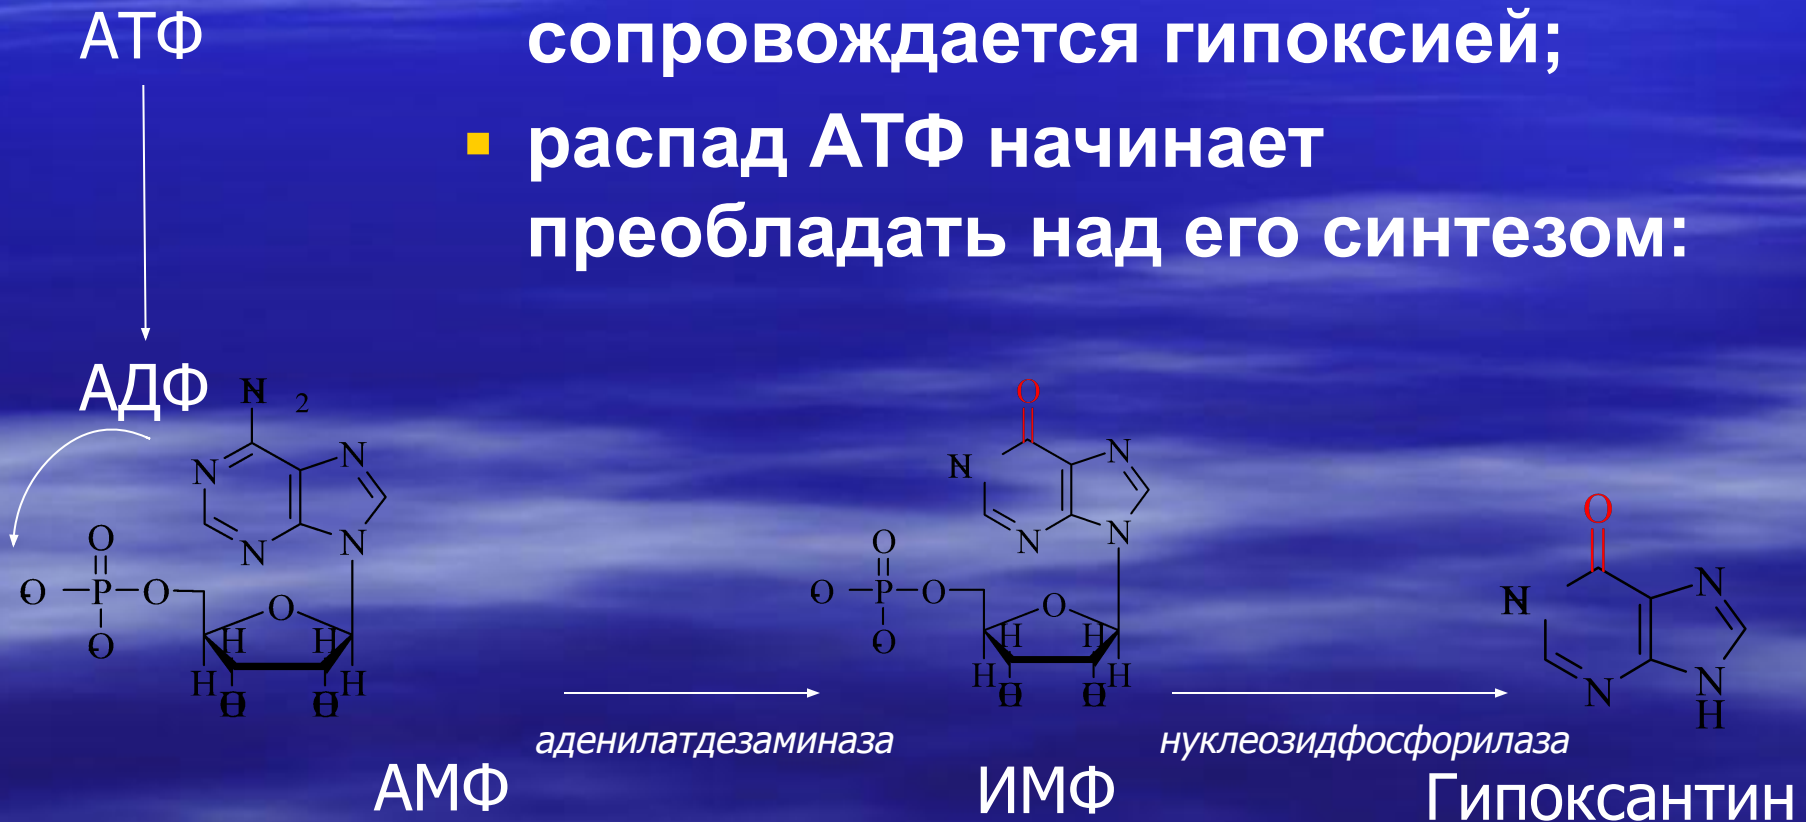 АТФ
сопровождается гипоксией;
распад АТФ начинает
преобладать над его синтезом:
АДФ
N
2
N
N
N
N
O
O
P
O
O
O
H
H
H
H
O
N
N
N
O
O
P
O
O
O
H
H
H
H
O
N
N
N
H
аденилатдезаминаза
нуклеозидфосфорилаза
АМФ
ИМФ
Гипоксантин